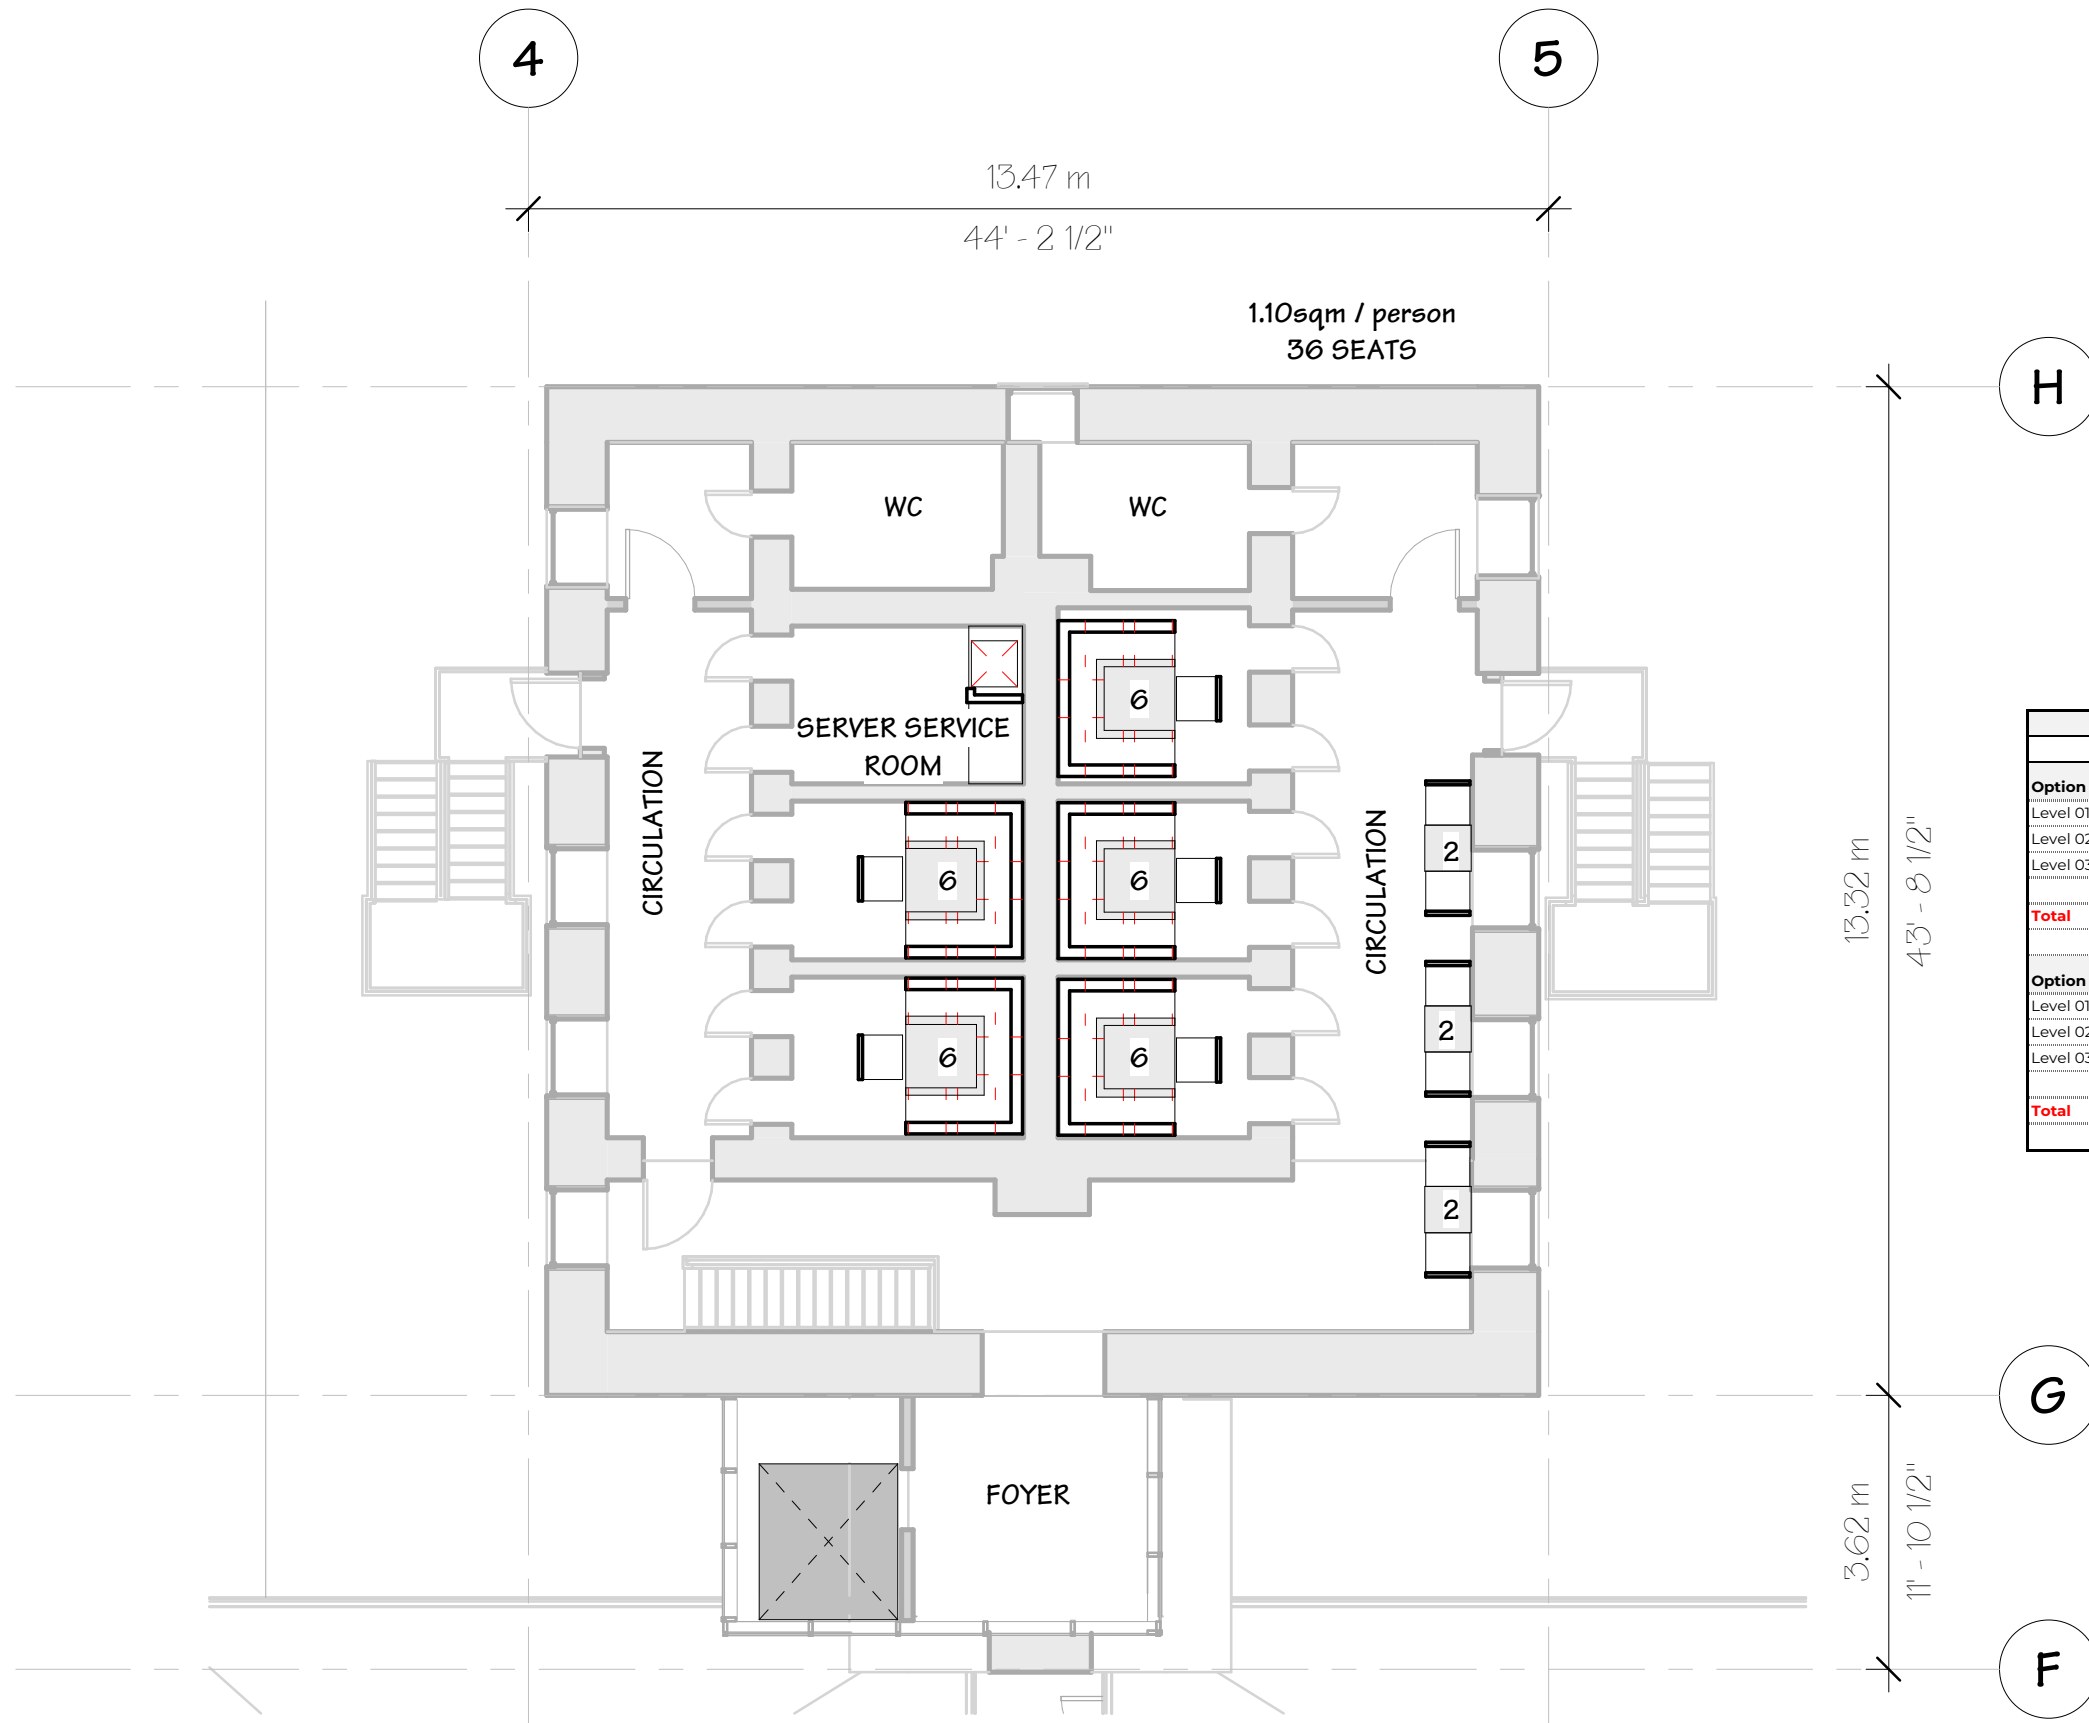 4
5
13.47 m
44' - 2 1/2"
1.10sqm / person
36 SEATS
H
WC
WC
6
SERVER SERVICE
ROOM
CIRCULATION
CIRCULATION
2
6
6
2
6
6
2
13.32 m
43' - 8 1/2"
Option
Level 01
Level 02
Level 03
Total
Option
Level 01
Level 02
Level 03
Total
G
FOYER
3.62 m
11' - 10 1/2"
F